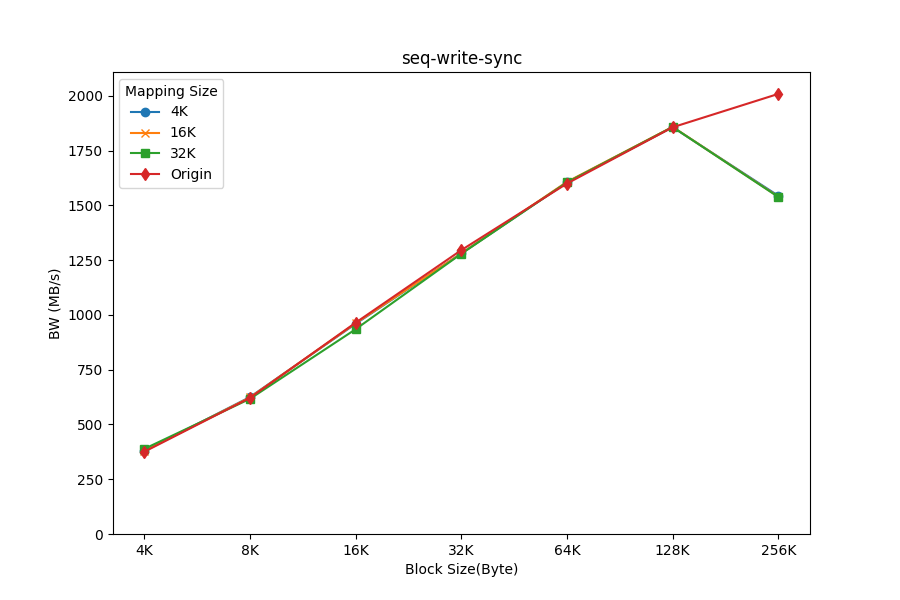 seq-write-sync
Mapping Size
4K
16K
32K
Origin
2000
1750
1500
1250
1000
750
500
250
0
BW (MB/s)
4K 8K 16K 32K 64K 128K 256K
Block Size(Byte)